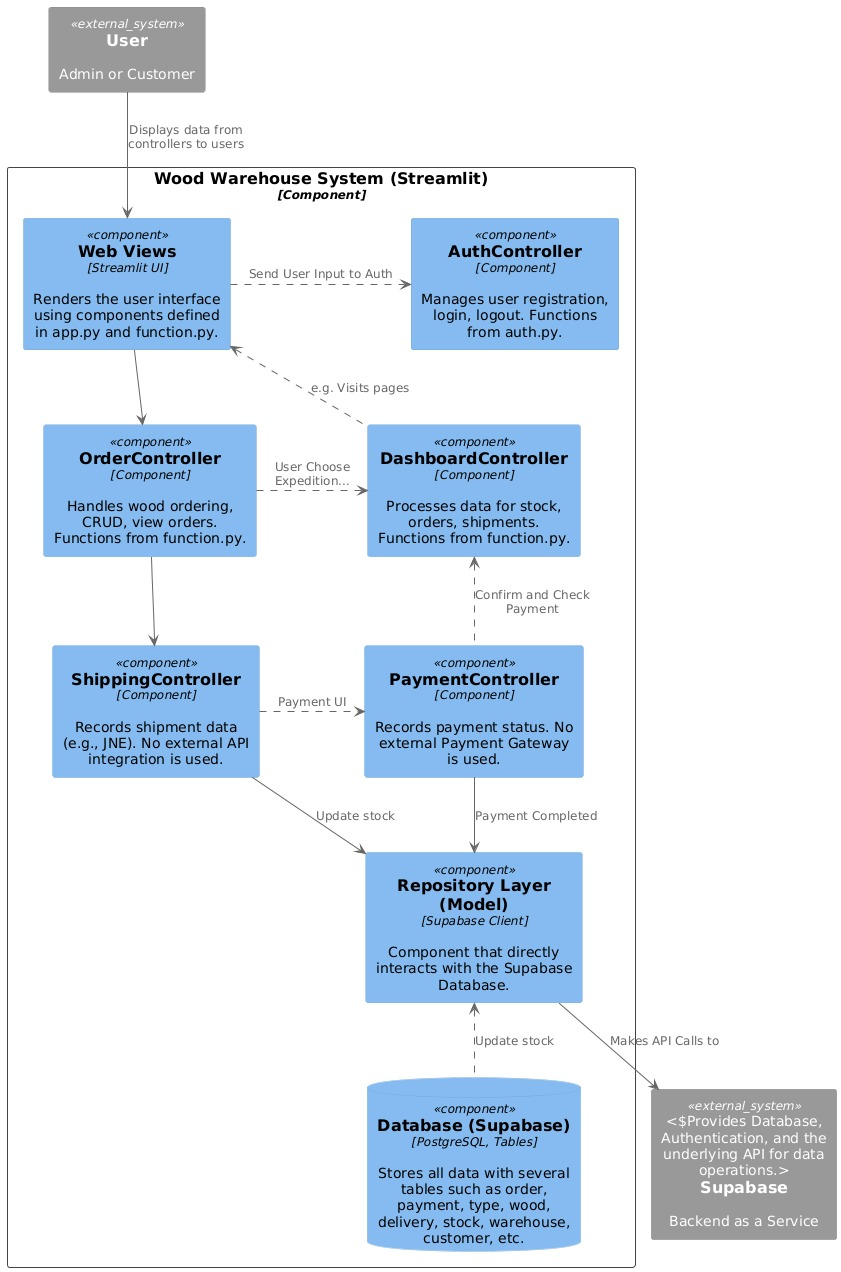 «external_system»
User
Admin or Customer
Displays data from
controllers to users
Wood Warehouse System (Streamlit)
[Component]
«component»
Web Views
[Streamlit UI]
Renders the user interface
using components defined
in app.py and function.py.
Send User Input to Auth
«component»
AuthController
[Component]
Manages user registration,
login, logout. Functions
from auth.py.
e.g. Visits pages
«component»
OrderController
[Component]
Handles wood ordering,
CRUD, view orders.
Functions from function.py.
User Choose
Expedition...
«component»
DashboardController
[Component]
Processes data for stock,
orders, shipments.
Functions from function.py.
Confirm and Check
Payment
«component»
ShippingController
[Component]
Records shipment data
(e.g., JNE). No external API
integration is used.
Payment UI
«component»
PaymentController
[Component]
Records payment status. No
external Payment Gateway
is used.
Update stock
Payment Completed
«component»
Repository Layer
(Model)
[Supabase Client]
Component that directly
interacts with the Supabase
Database.
Update stock
Makes API Calls to
«component»
Database (Supabase)
[PostgreSQL, Tables]
Stores all data with several
tables such as order,
payment, type, wood,
delivery, stock, warehouse,
customer, etc.
«external_system»
<$Provides Database,
Authentication, and the
underlying API for data
operations.>
Supabase
Backend as a Service